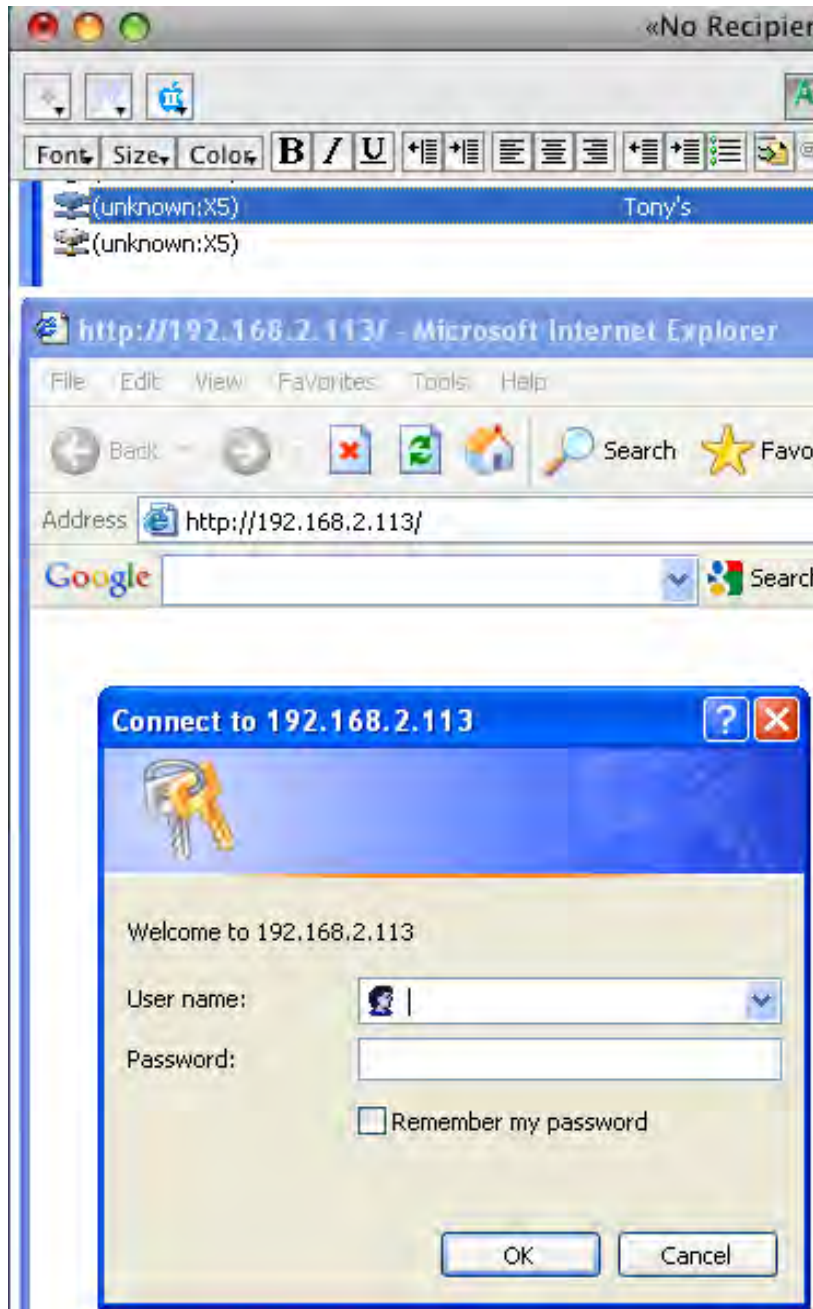 «No Recipier
Font Size Color B I U
(unknown:X5) Tony's
(unknown:X5)
http://192.168.2.113/ - Microsoft Internet Explorer
File Edit View Favorites Tools Help
Back Search Favo
Address http://192.168.2.113/
Google Search
Connect to 192.168.2.113
Welcome to 192.168.2.113
User name:
Password:
Remember my password
OK Cancel